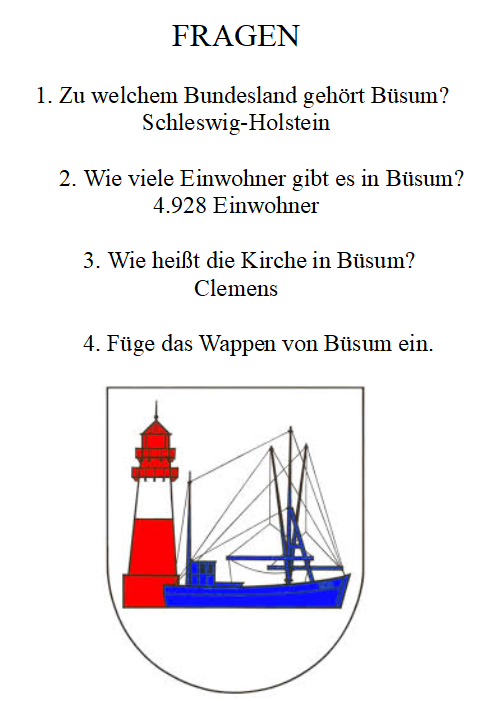 FRAGEN
1. Zu welchem Bundesland gehört Büsum?
Schleswig-Holstein
2. Wie viele Einwohner gibt es in Büsum?
4.928 Einwohner
3. Wie heißt die Kirche in Büsum?
Clemens
4. Füge das Wappen von Büsum ein.